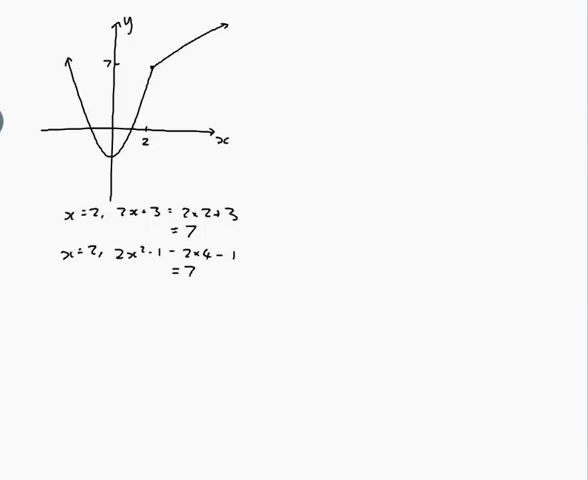 y
7
2
x
x = 2, 2x + 3 = 2 × 2 + 3
= 7
x = 2, 2x² - 1 - 2 × 4 - 1
= 7